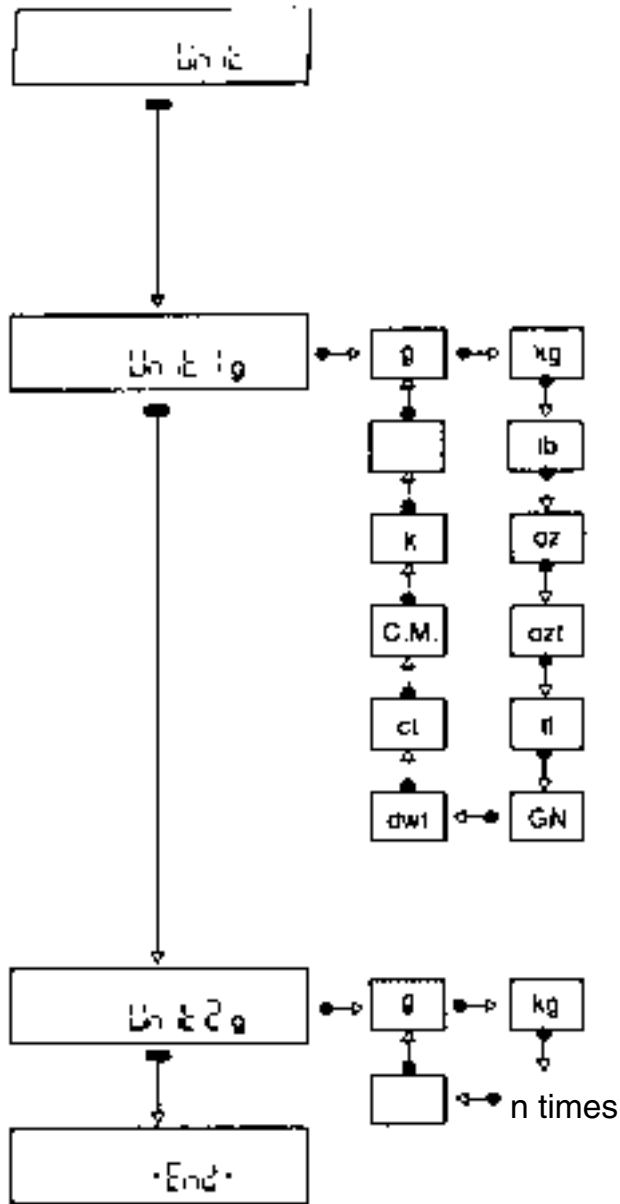 Unit
Unit 1 g
g
kg
lb
k
oz
C.M.
ozt
ct
tl
dwt
GN
Unit 2 g
g
kg
n times
-End-